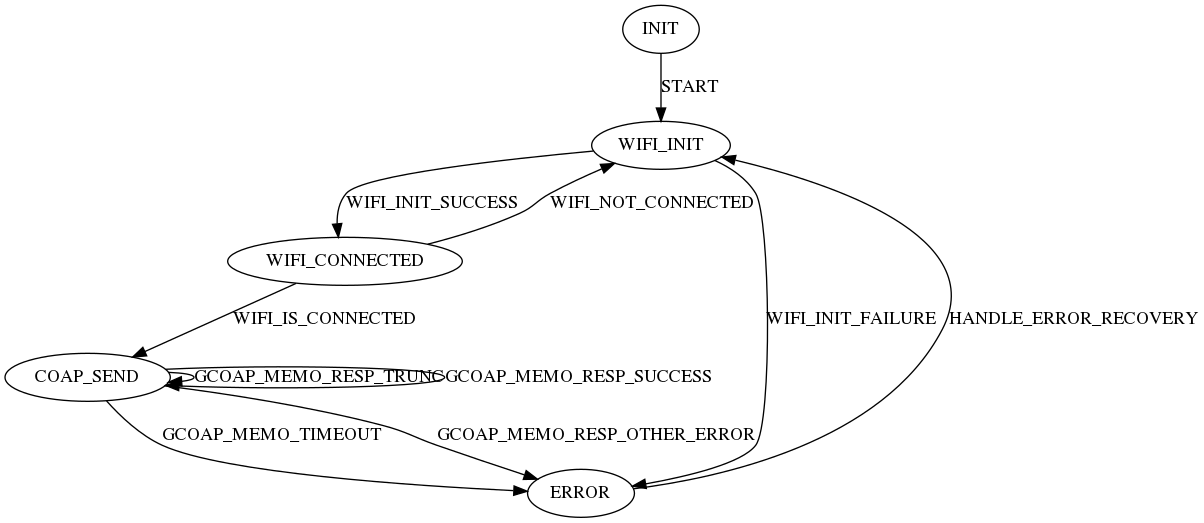 INIT
START
WIFI_INIT
WIFI_INIT_SUCCESS
WIFI_NOT_CONNECTED
WIFI_CONNECTED
WIFI_IS_CONNECTED
WIFI_INIT_FAILURE
HANDLE_ERROR_RECOVERY
COAP_SEND
GCOAP_MEMO_RESP_TRUNC
GCOAP_MEMO_RESP_SUCCESS
GCOAP_MEMO_TIMEOUT
GCOAP_MEMO_RESP_OTHER_ERROR
ERROR